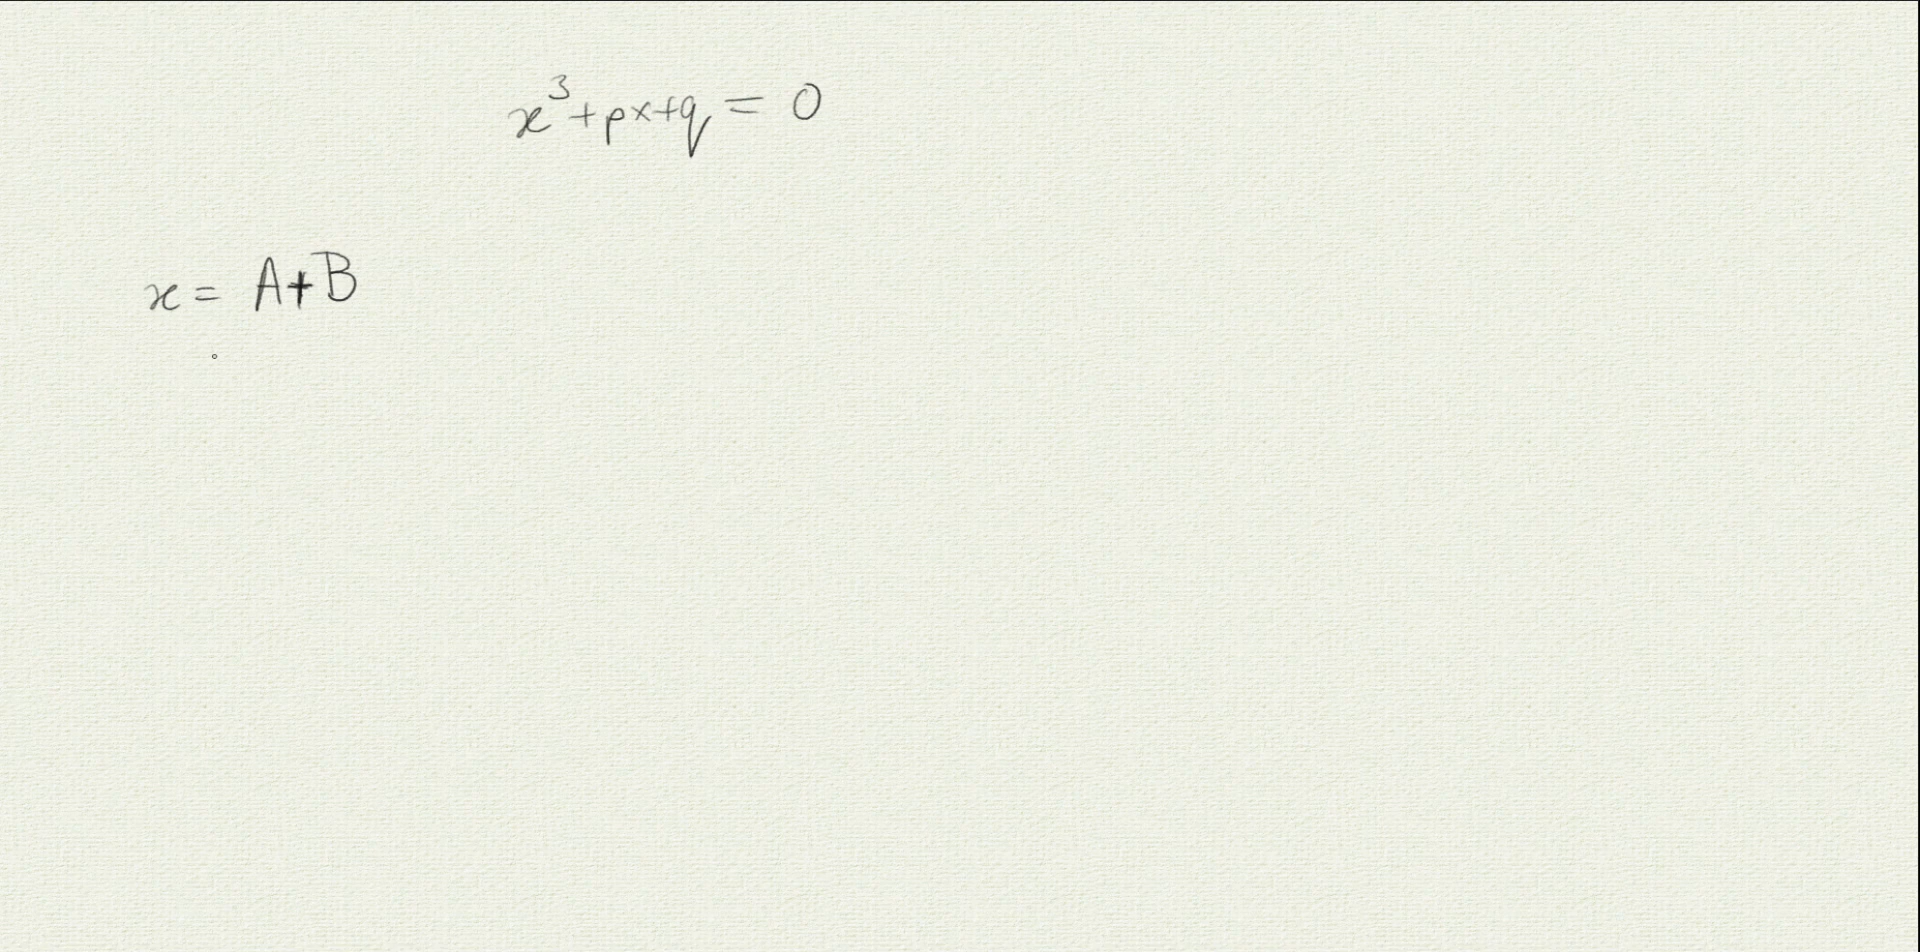 x³+px+q = 0
x = A+B